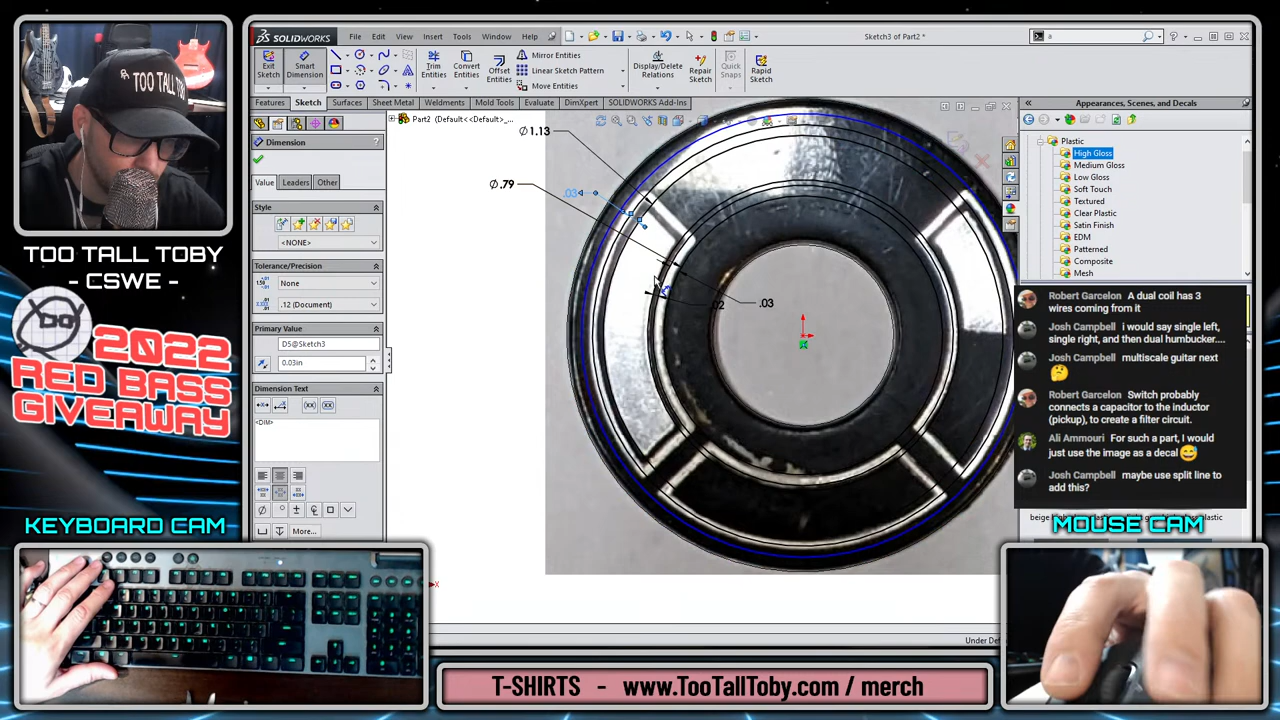 TOO TALL TOBY
TOO TALL TOBY
- CSWE -
2022
RED BASS
GIVEAWAY
KEYBOARD CAM
SOLIDWORKS
File Edit View Insert Tools Window Help
Sketch3 of Part2 *
a
Exit Sketch
Smart Dimension
Trim Entities
Convert Entities
Offset Entities
Mirror Entities
Linear Sketch Pattern
Move Entities
Display/Delete Relations
Repair Sketch
Quick Snaps
Rapid Sketch
Features Sketch Surfaces Sheet Metal Weldments Mold Tools Evaluate DimXpert SOLIDWORKS Add-Ins
Part2 (Default<<Default>_...
Dimension
Value Leaders Other
Style
<NONE>
Tolerance/Precision
None
.12 (Document)
Primary Value
D5@Sketch3
0.03in
Dimension Text
<DIM>
More...
Ø1.13
Ø.79
.03
.02
.03
X
Under Def
Appearances, Scenes, and Decals
Plastic
High Gloss
Medium Gloss
Low Gloss
Soft Touch
Textured
Clear Plastic
Satin Finish
EDM
Patterned
Composite
Mesh
Robert Garcelon A dual coil has 3
wires coming from it
Josh Campbell i would say single left,
single right, and then dual humbucker....
Josh Campbell multiscale guitar next
🤔
Robert Garcelon Switch probably
connects a capacitor to the inductor
(pickup), to create a filter circuit.
Ali Ammouri For such a part, I would
just use the image as a decal😅
Josh Campbell maybe use split line to
add this?
MOUSE CAM
T-SHIRTS - www.TooTallToby.com / merch